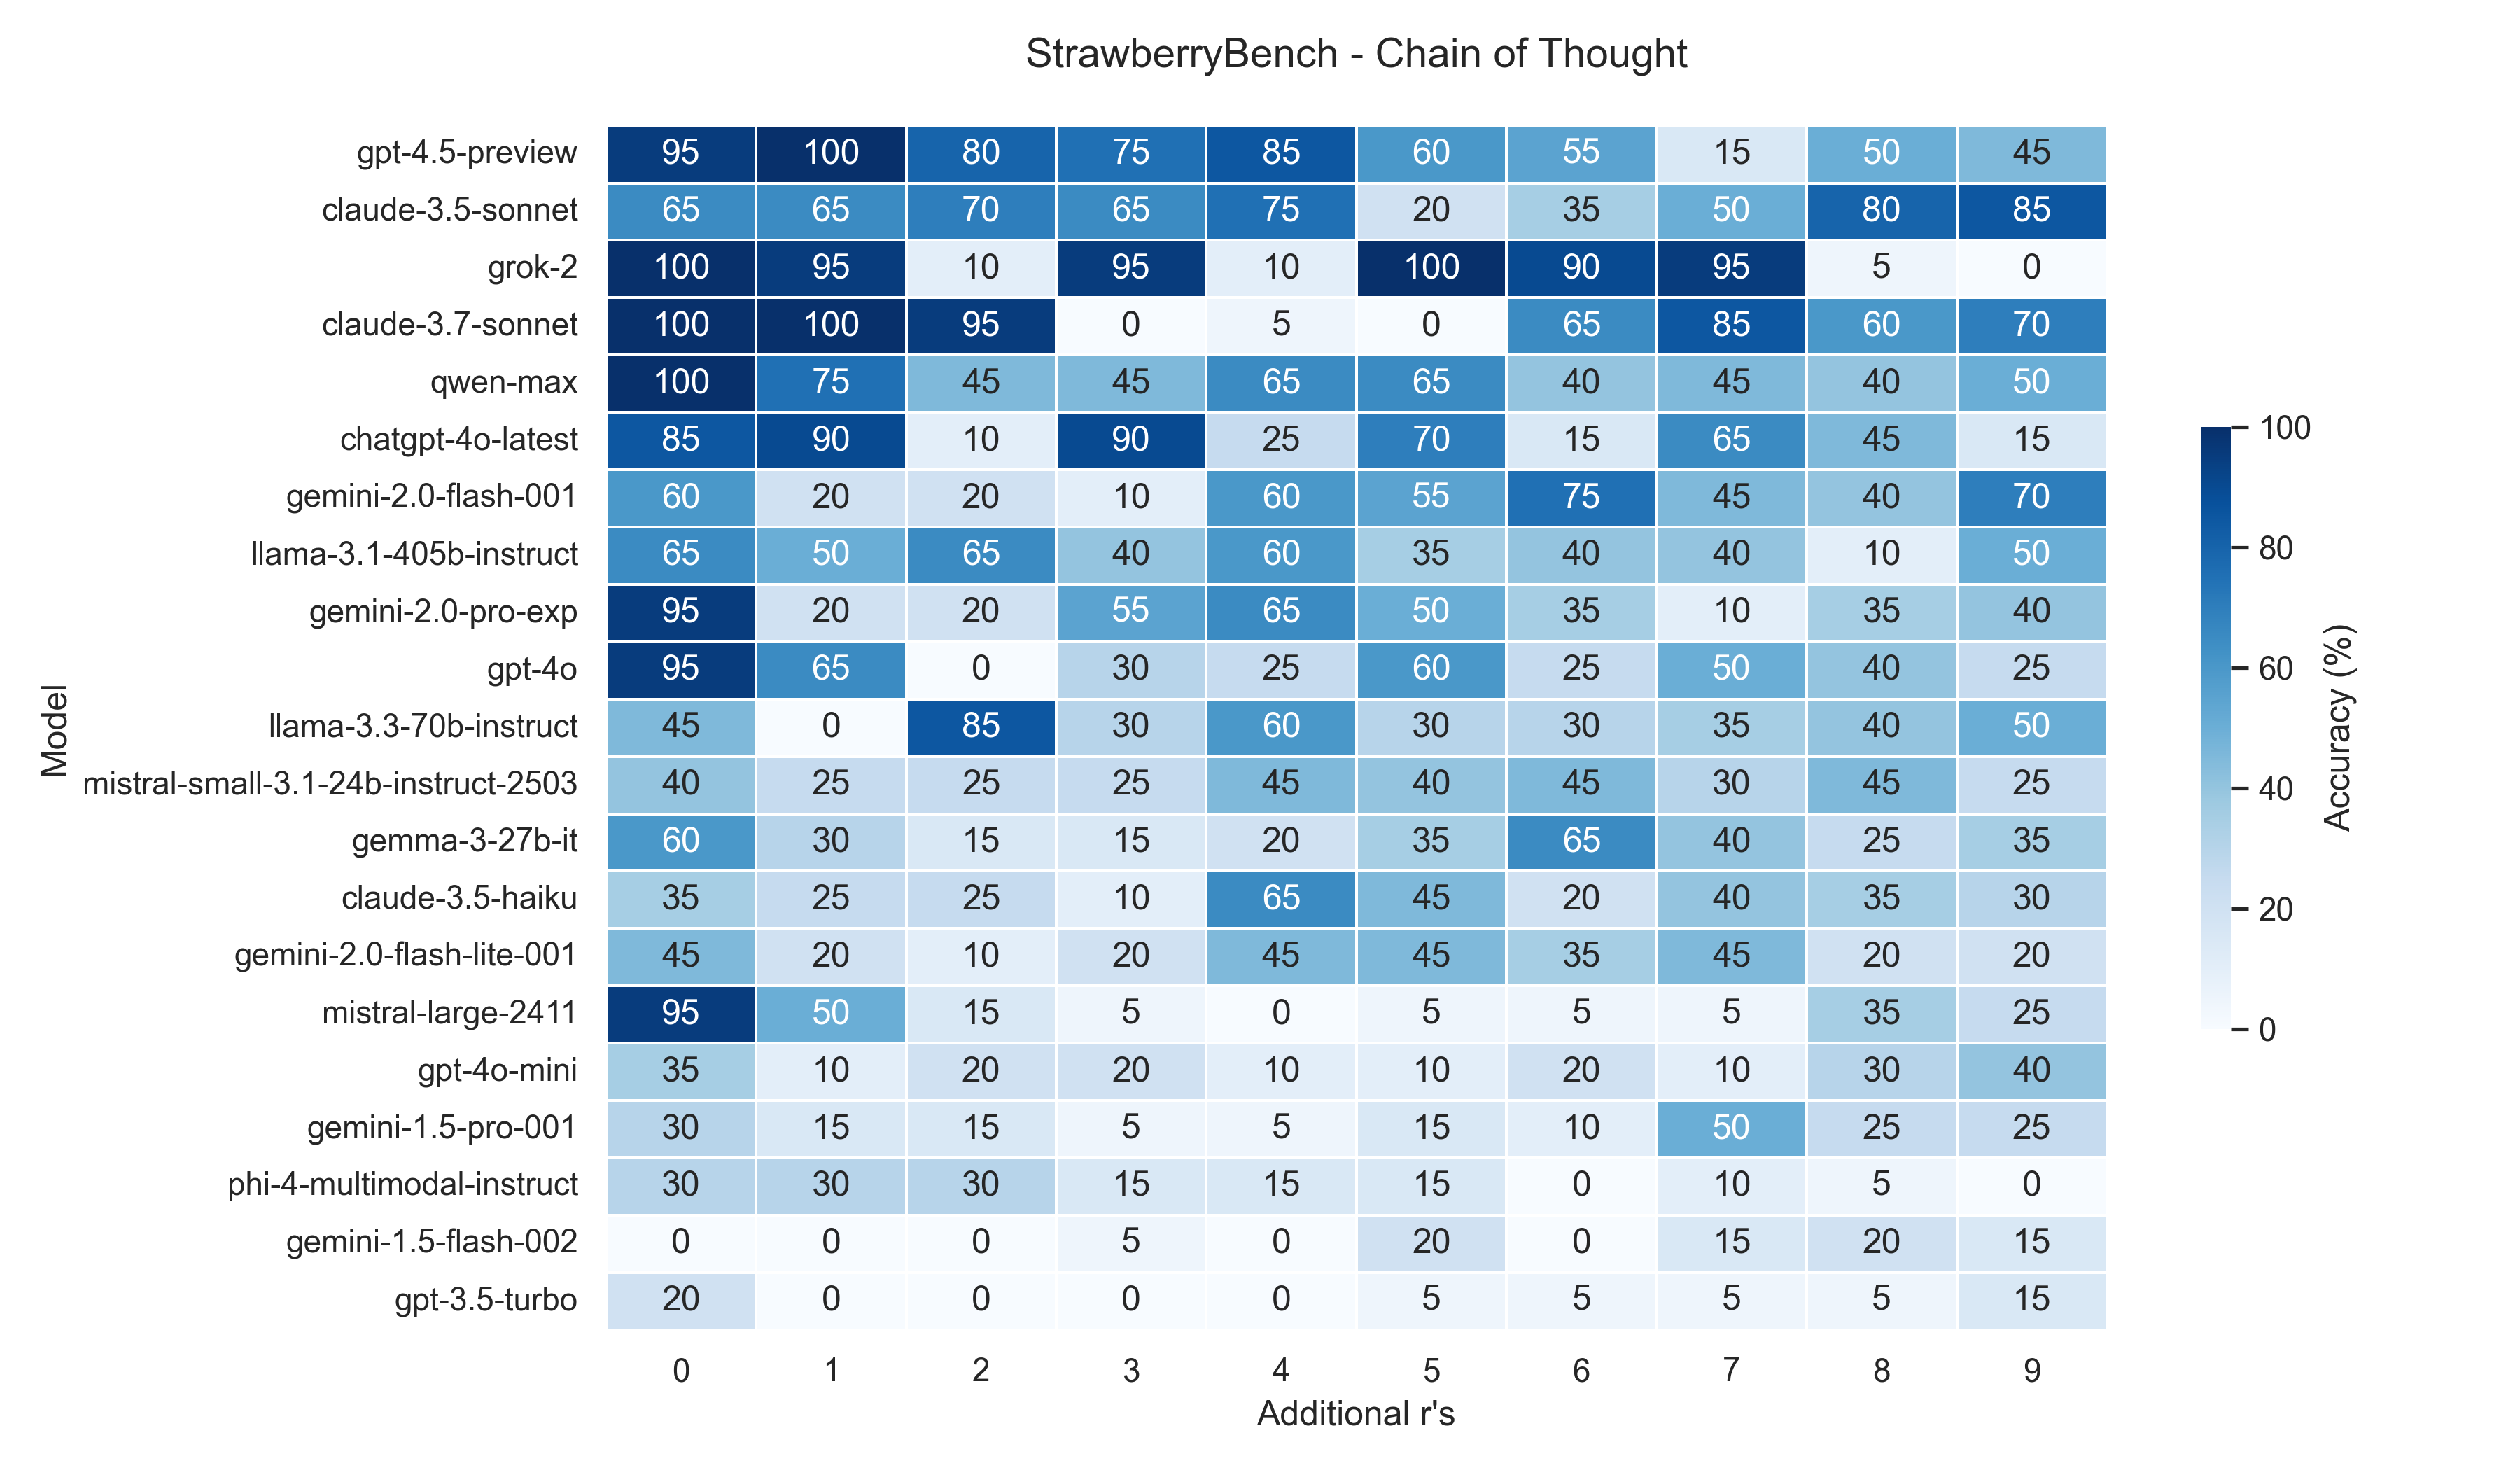 StrawberryBench - Chain of Thought
gpt-4.5-preview 95 100 80 75 85 60 55 15 50 45
claude-3.5-sonnet 65 65 70 65 75 20 35 50 80 85
grok-2 100 95 10 95 10 100 90 95 5 0
claude-3.7-sonnet 100 100 95 0 5 0 65 85 60 70
qwen-max 100 75 45 45 65 65 40 45 40 50
chatgpt-4o-latest 85 90 10 90 25 70 15 65 45 15
gemini-2.0-flash-001 60 20 20 10 60 55 75 45 40 70
llama-3.1-405b-instruct 65 50 65 40 60 35 40 40 10 50
gemini-2.0-pro-exp 95 20 20 55 65 50 35 10 35 40
gpt-4o 95 65 0 30 25 60 25 50 40 25
llama-3.3-70b-instruct 45 0 85 30 60 30 30 35 40 50
mistral-small-3.1-24b-instruct-2503 40 25 25 25 45 40 45 30 45 25
gemma-3-27b-it 60 30 15 15 20 35 65 40 25 35
claude-3.5-haiku 35 25 25 10 65 45 20 40 35 30
gemini-2.0-flash-lite-001 45 20 10 20 45 45 35 45 20 20
mistral-large-2411 95 50 15 5 0 5 5 5 35 25
gpt-4o-mini 35 10 20 20 10 10 20 10 30 40
gemini-1.5-pro-001 30 15 15 5 5 15 10 50 25 25
phi-4-multimodal-instruct 30 30 30 15 15 15 0 10 5 0
gemini-1.5-flash-002 0 0 0 5 0 20 0 15 20 15
gpt-3.5-turbo 20 0 0 0 0 5 5 5 5 15
0 1 2 3 4 5 6 7 8 9
Additional r's
Model
100
80
60
40
20
0
Accuracy (%)